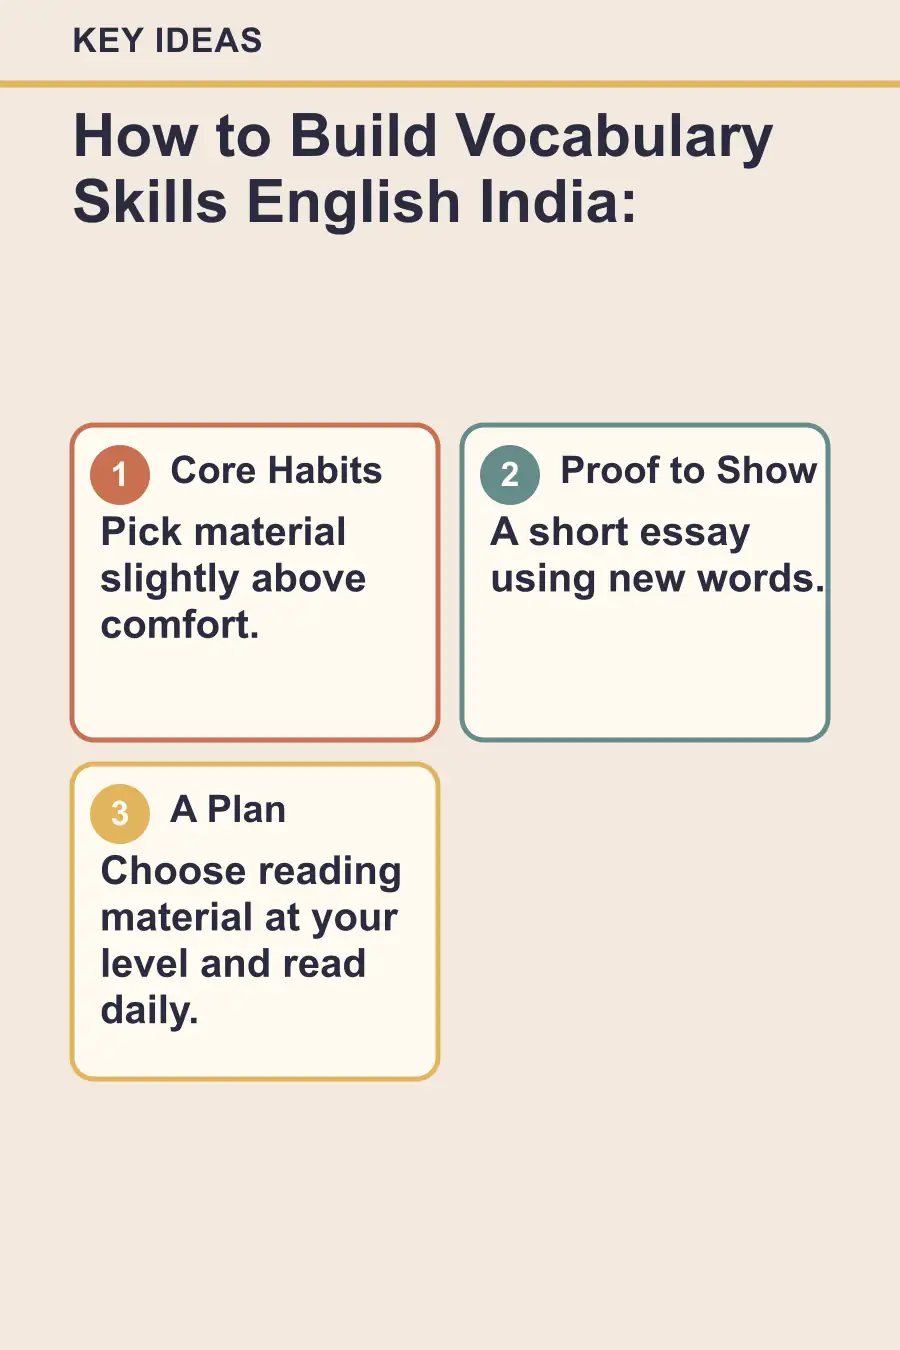 KEY IDEAS
How to Build Vocabulary
Skills English India:
1 Core Habits
Pick material
slightly above
comfort.
2 Proof to Show
A short essay
using new words.
3 A Plan
Choose reading
material at your
level and read
daily.